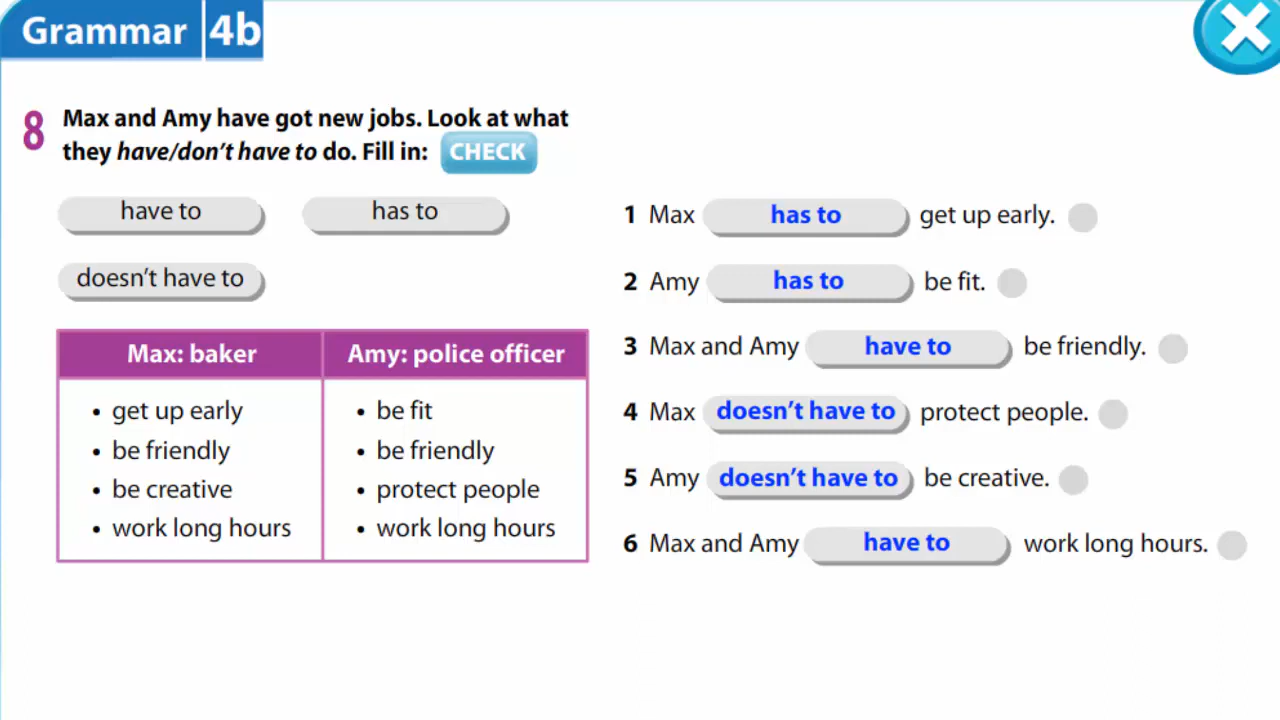 Grammar 4b
8 Max and Amy have got new jobs. Look at what
they have/don't have to do. Fill in: CHECK
have to has to
doesn't have to
Max: baker Amy: police officer
• get up early • be fit
• be friendly • be friendly
• be creative • protect people
• work long hours • work long hours
1 Max has to get up early.
2 Amy has to be fit.
3 Max and Amy have to be friendly.
4 Max doesn't have to protect people.
5 Amy doesn't have to be creative.
6 Max and Amy have to work long hours.